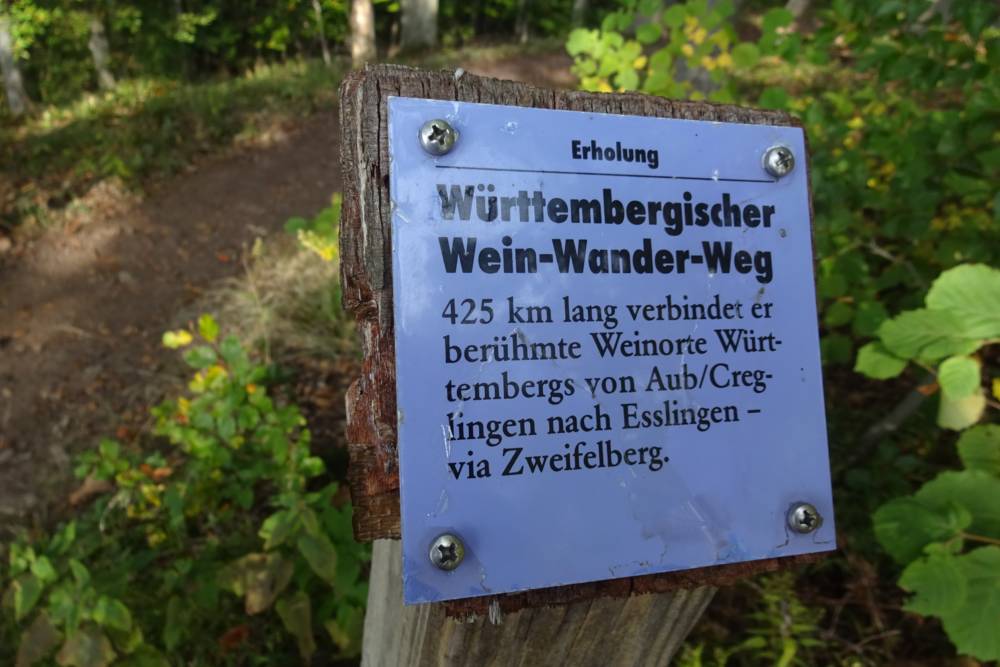 Erholung
Württembergischer
Wein-Wander-Weg
425 km lang verbindet er
berühmte Weinorte Würt-
tembergs von Aub/Creg-
lingen nach Esslingen –
via Zweifelberg.